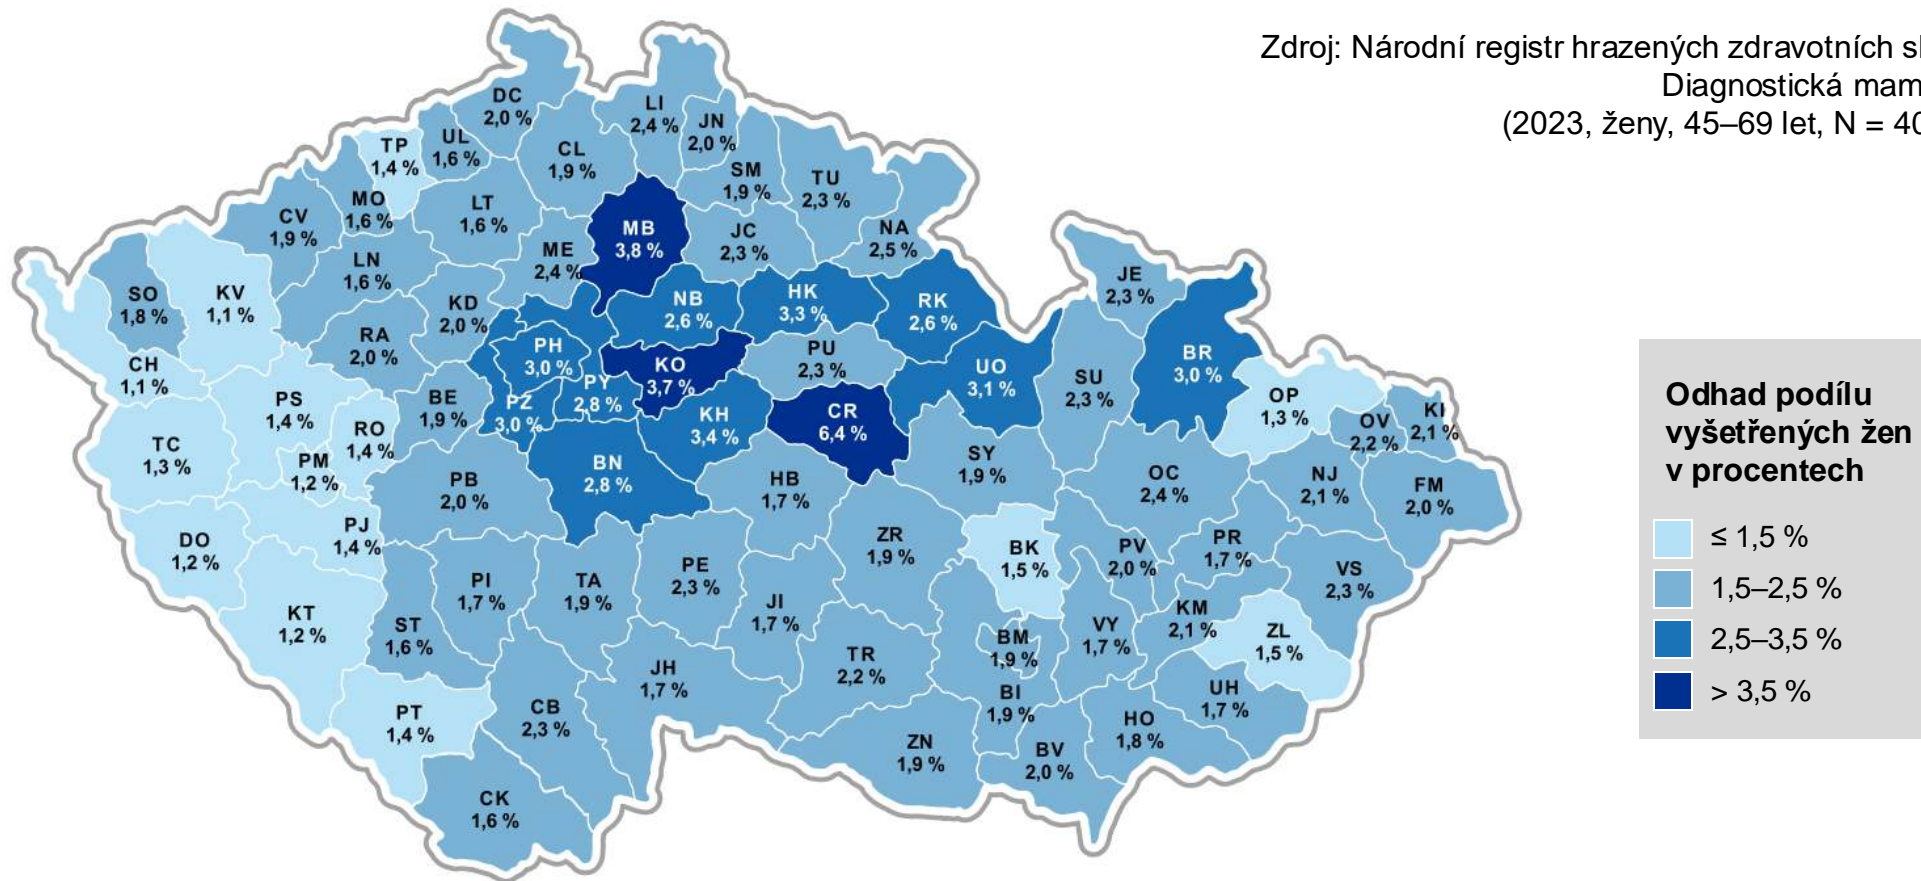 Zdroj: Národní registr hrazených zdravotních
Diagnostická
(2023, ženy, 45–69 let, N =
DC
2,0 %
LI
2,4 %
JN
2,0 %
UL
1,6 %
TP
1,4 %
CL
1,9 %
SM
1,9 %
TU
2,3 %
MO
1,6 %
LT
1,6 %
CV
1,9 %
MB
3,8 %
JC
2,3 %
NA
2,5 %
ME
2,4 %
LN
1,6 %
JE
2,3 %
SO
1,8 %
KV
1,1 %
KD
2,0 %
NB
2,6 %
HK
3,3 %
RK
2,6 %
RA
2,0 %
PH
3,0 %
PU
2,3 %
BR
3,0 %
CH
1,1 %
KO
3,7 %
UO
3,1 %
SU
2,3 %
PY
2,8 %
PS
1,4 %
BE
1,9 %
PZ
3,0 %
KH
3,4 %
CR
6,4 %
OP
1,3 %
KI
2,1 %
OV
2,2 %
RO
1,4 %
TC
1,3 %
PM
1,2 %
SY
1,9 %
BN
2,8 %
PB
2,0 %
HB
1,7 %
OC
2,4 %
NJ
2,1 %
FM
2,0 %
PJ
1,4 %
DO
1,2 %
ZR
1,9 %
BK
1,5 %
PV
2,0 %
PR
1,7 %
VS
2,3 %
PI
1,7 %
TA
1,9 %
PE
2,3 %
JI
1,7 %
KT
1,2 %
ST
1,6 %
KM
2,1 %
BM
1,9 %
VY
1,7 %
ZL
1,5 %
TR
2,2 %
JH
1,7 %
BI
1,9 %
UH
1,7 %
PT
1,4 %
CB
2,3 %
HO
1,8 %
ZN
1,9 %
BV
2,0 %
CK
1,6 %
Odhad podílu
vyšetřených žen
v procentech
≤ 1,5 %
1,5–2,5 %
2,5–3,5 %
> 3,5 %